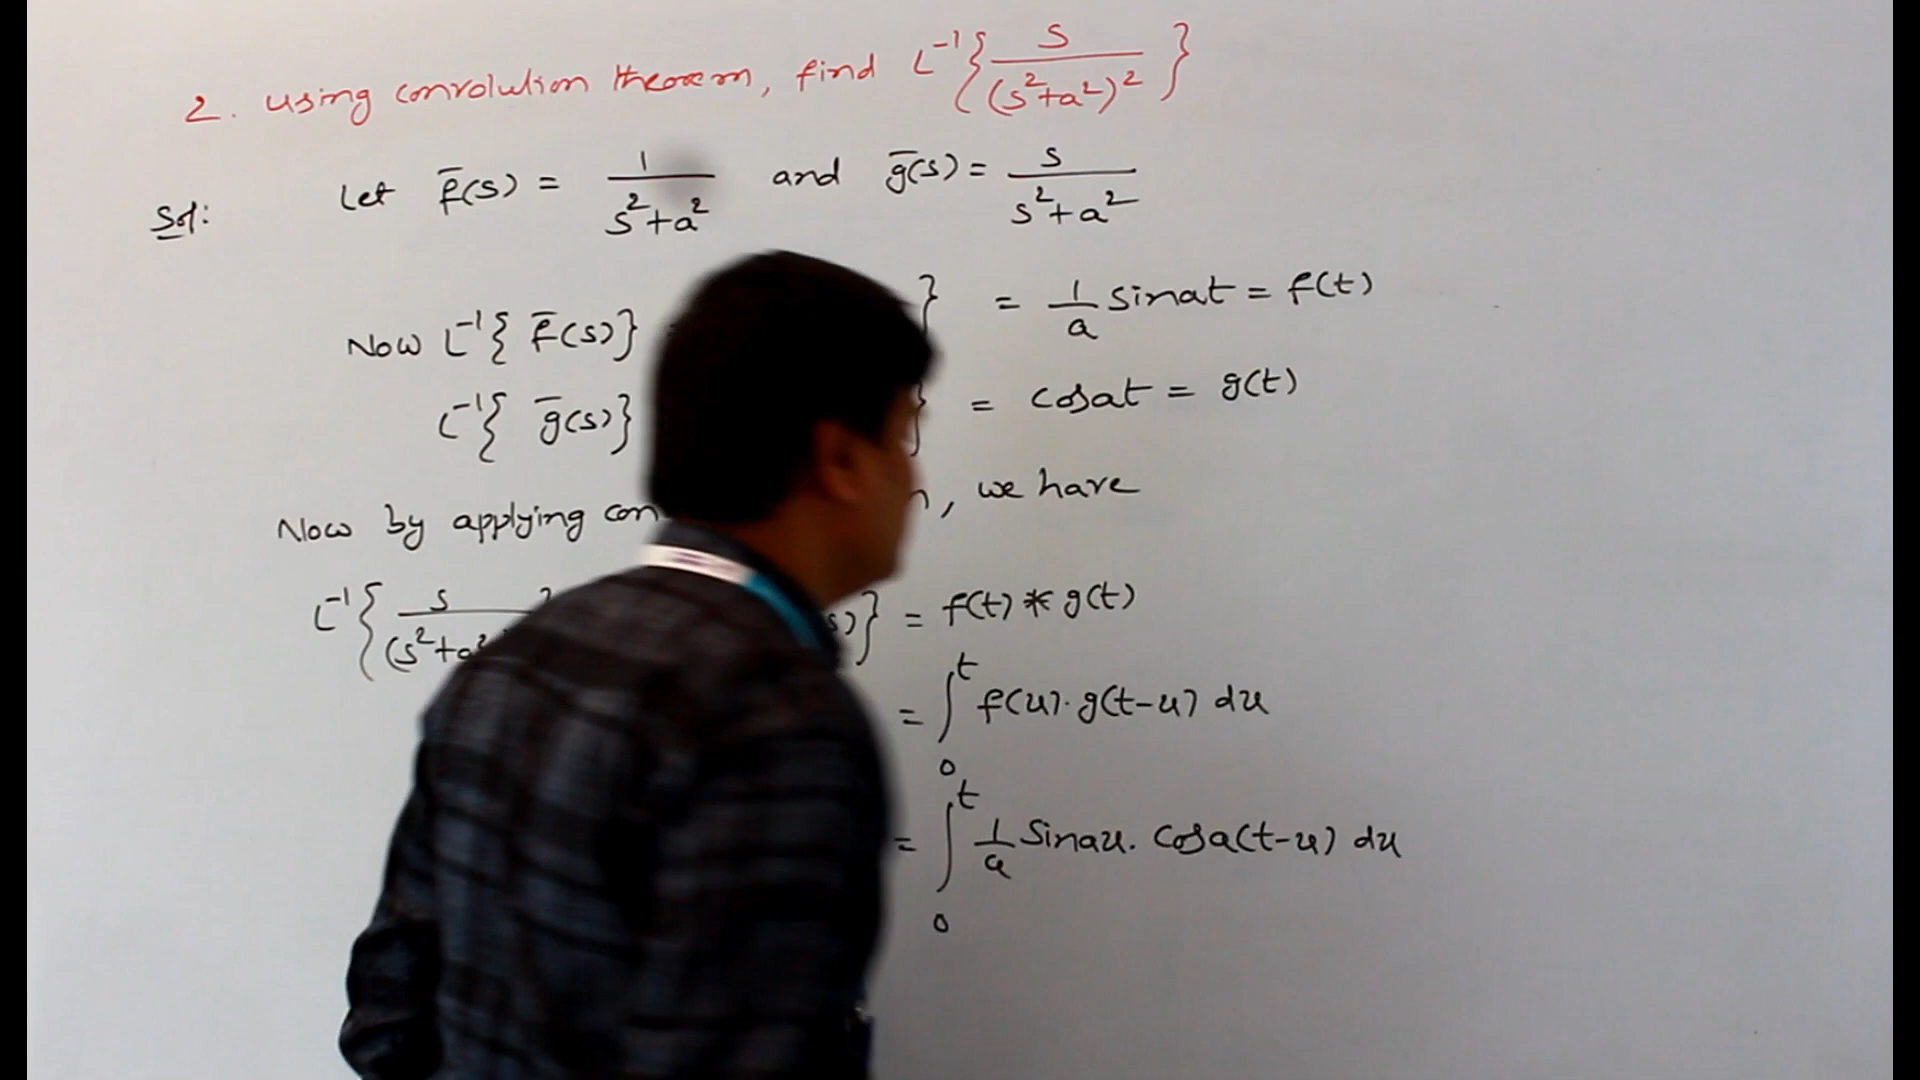 2. using convolution theorem, find L⁻¹{ s/(s²+a²)² }
Sol: Let f̄(s) = 1/(s²+a²) and ḡ(s) = s/(s²+a²)
Now L⁻¹{ f̄(s)} } = 1/a sinat = f(t)
L⁻¹{ ḡ(s)} } = cosat = g(t)
Now by applying , we have
L⁻¹{ s/(s²+a² s)} = f(t) * g(t)
= ∫₀ᵗ f(u). g(t-u) du
= ∫₀ᵗ 1/a sinau. cosa(t-u) du